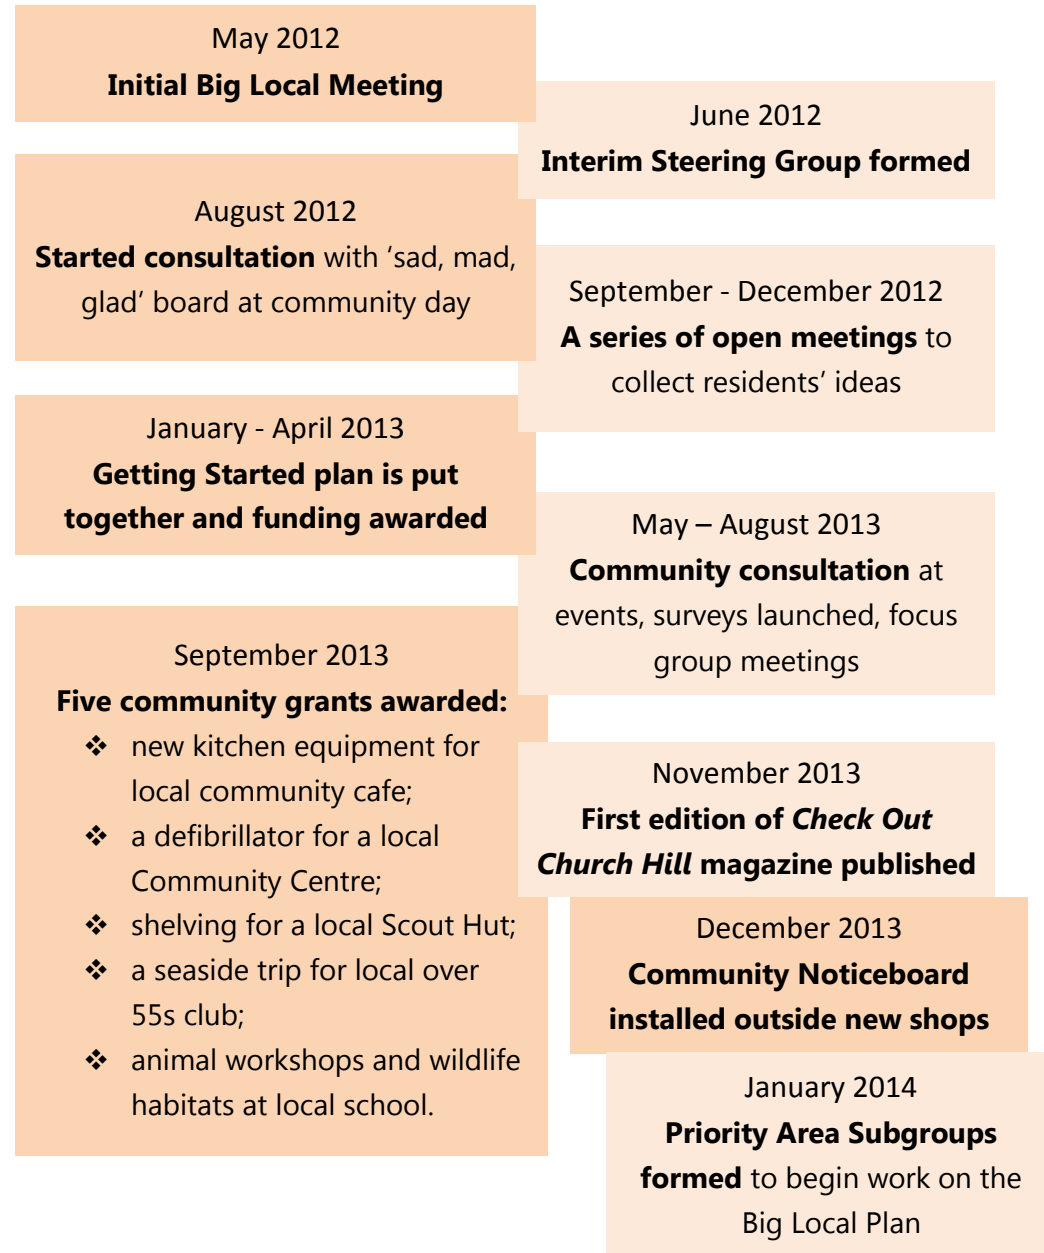 May 2012
Initial Big Local Meeting
June 2012
Interim Steering Group formed
August 2012
Started consultation with ‘sad, mad,
glad’ board at community day
September - December 2012
A series of open meetings to
collect residents’ ideas
January - April 2013
Getting Started plan is put
together and funding awarded
May – August 2013
Community consultation at
events, surveys launched, focus
group meetings
September 2013
Five community grants awarded:
❖ new kitchen equipment for
local community cafe;
❖ a defibrillator for a local
Community Centre;
❖ shelving for a local Scout Hut;
❖ a seaside trip for local over
55s club;
❖ animal workshops and wildlife
habitats at local school.
November 2013
First edition of Check Out
Church Hill magazine published
December 2013
Community Noticeboard
installed outside new shops
January 2014
Priority Area Subgroups
formed to begin work on the
Big Local Plan